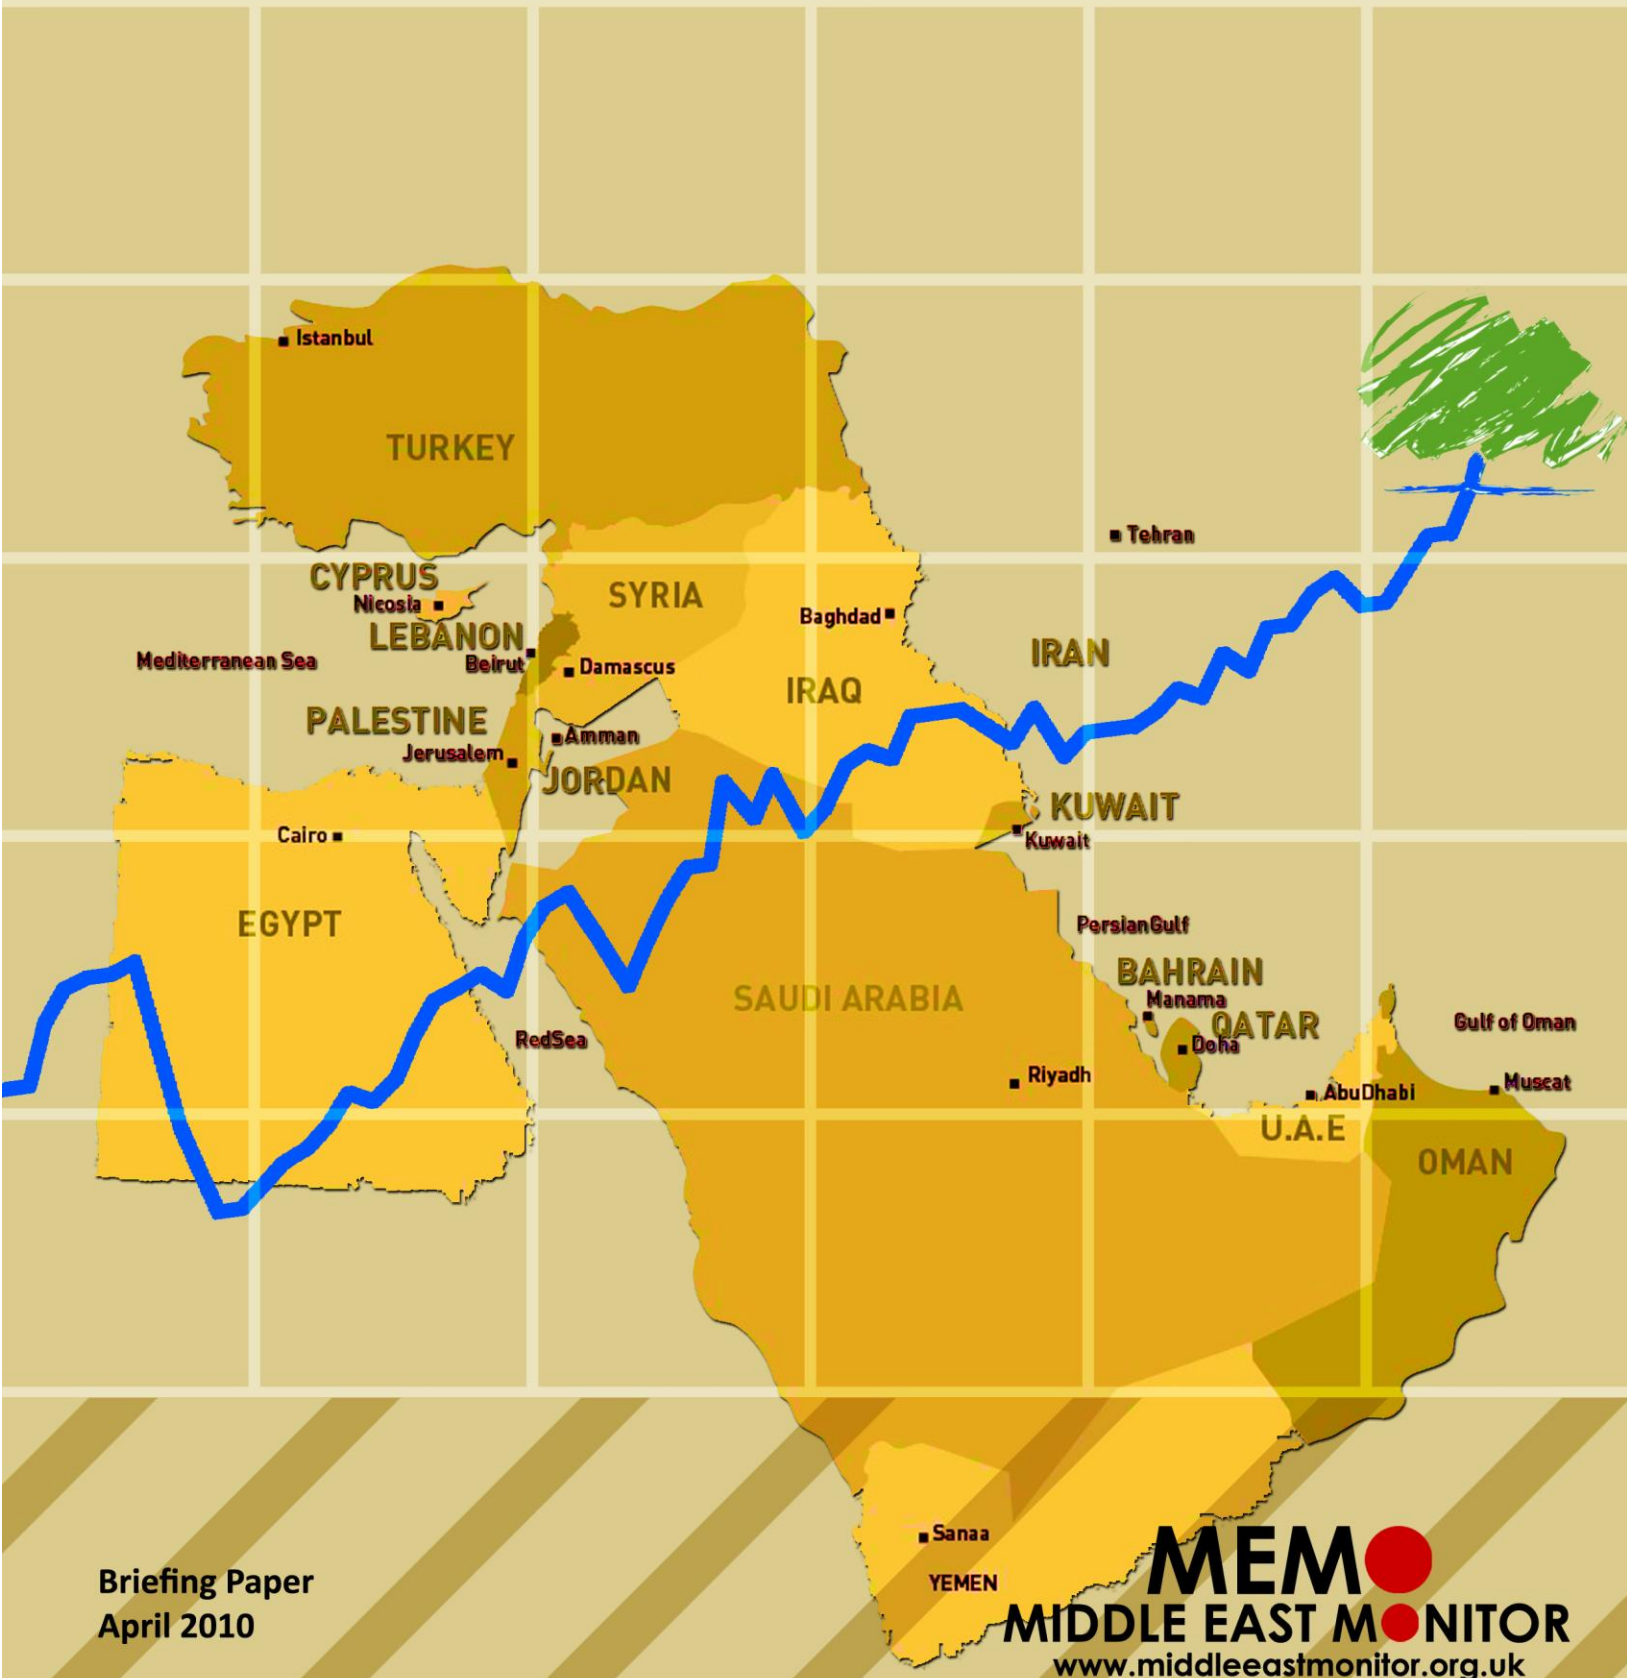 Istanbul
TURKEY
Tehran
CYPRUS
Nicosia
SYRIA
Baghdad
LEBANON
Beirut
Mediterranean Sea
Damascus
IRAN
IRAQ
PALESTINE
Jerusalem
Amman
JORDAN
KUWAIT
Kuwait
Cairo
EGYPT
PersianGulf
BAHRAIN
Manama
SAUDI ARABIA
QATAR
Doha
Gulf of Oman
RedSea
Riyadh
AbuDhabi
Muscat
U.A.E
OMAN
Sanaa
YEMEN
Briefing Paper
April 2010
MEMO
MIDDLE EAST MONITOR
www.middleeastmonitor.org.uk